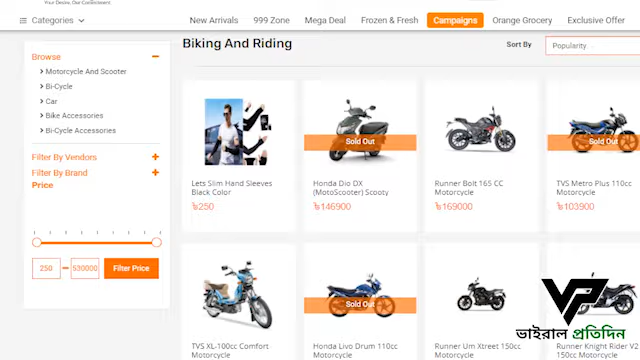 Your Desire, Our Commitment
Categories
New Arrivals
999 Zone
Mega Deal
Frozen & Fresh
Campaigns
Orange Grocery
Exclusive Offer
Biking And Riding
Sort By
Popularity
Browse
Motorcycle And Scooter
Bi-Cycle
Car
Bike Accessories
Bi-Cycle Accessories
Filter By Vendors
Filter By Brand
Price
250
530000
Filter Price
Lets Slim Hand Sleeves
Black Color
৳250
Sold Out
Honda Dio DX
(MotoScooter) Scooty
৳146900
Runner Bolt 165 CC
Motorcycle
৳169000
Sold Out
TVS Metro Plus 110cc
Motorcycle
৳103900
TVS XL-100cc Comfort
Motorcycle
Sold Out
Honda Livo Drum 110cc
Motorcycle
Runner Um Xtreet 150cc
Motorcycle
Runner Knight Rider V2
Motorcycle
VP
ভাইরাল প্রতিদিন